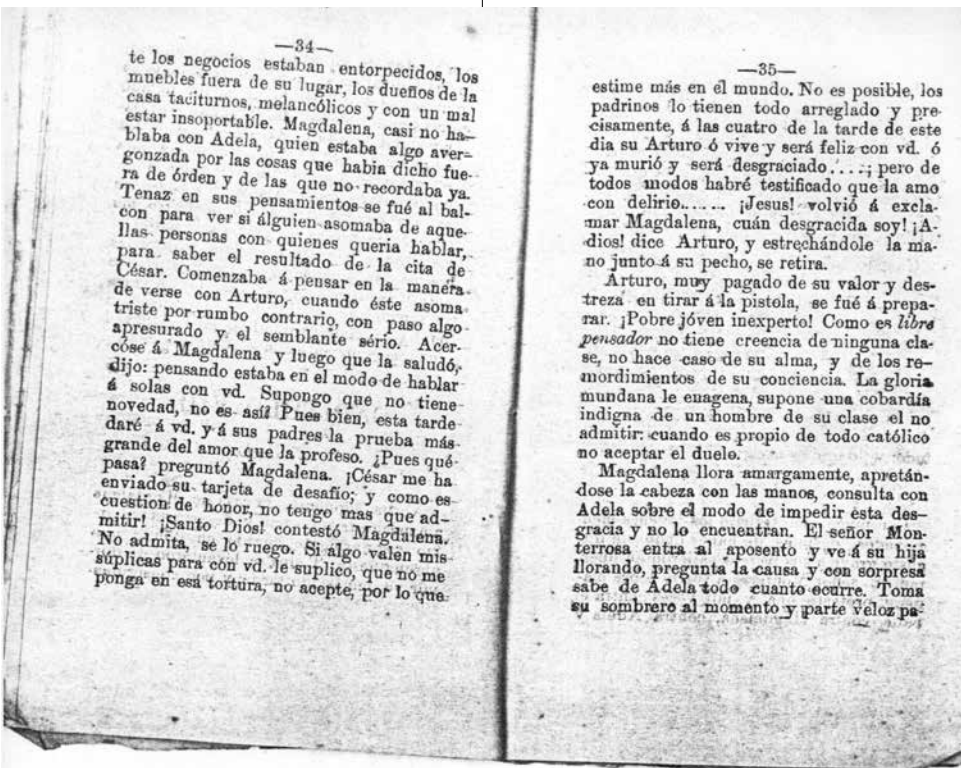 —34—
te los negocios estaban entorpecidos, los
muebles fuera de su lugar, los dueños de la
casa taciturnos, melancólicos y con un mal
estar insoportable. Magdalena, casi no ha-
blaba con Adela, quien estaba algo aver-
gonzada por las cosas que habia dicho fue-
ra de órden y de las que no recordaba ya.
Tenaz en sus pensamientos se fué al bal-
con para ver si álguien asomaba de aque-
llas personas con quienes queria hablar,
para saber el resultado de la cita de
César. Comenzaba á pensar en la manera
de verse con Arturo, cuando éste asoma
triste por rumbo contrario, con paso algo
apresurado y el semblante sério. Acer-
cóse á Magdalena y luego que la saludó,
dijo: pensando estaba en el modo de hablar
á solas con vd. Supongo que no tiene
novedad, no es así? Pues bien, esta tarde
daré á vd. y á sus padres la prueba más
grande del amor que la profeso. ¿Pues qué
pasa? preguntó Magdalena. ¡César me ha
enviado su tarjeta de desafío; y como es
cuestion de honor, no tengo mas que ad-
mitir! ¡Santo Dios! contestó Magdalena.
No admita, se lo ruego. Si algo valen mis
súplicas para con vd. le suplico, que no me
ponga en esa tortura, no acepte, por lo que
—35—
estime más en el mundo. No es posible, los
padrinos lo tienen todo arreglado y pre-
cisamente, á las cuatro de la tarde de este
dia su Arturo ó vive y será feliz con vd. ó
ya murió y será desgraciado.....; pero de
todos modos habré testificado que la amo
con delirio....... ¡Jesus! volvió á excla-
mar Magdalena, cuán desgracida soy! ¡A-
dios! dice Arturo, y estrechándole la ma-
no junto á su pecho, se retira.
Arturo, muy pagado de su valor y des-
treza en tirar á la pistola, se fué á prepa-
rar. ¡Pobre jóven inexperto! Como es libre
pensador no tiene creencia de ninguna cla-
se, no hace caso de su alma, y de los re-
mordimientos de su conciencia. La gloria
mundana le enagena, supone una cobardía
indigna de un hombre de su clase el no
admitir: cuando es propio de todo católico
no aceptar el duelo.
Magdalena llora amargamente, apretán-
dose la cabeza con las manos, consulta con
Adela sobre el modo de impedir esta des-
gracia y no lo encuentran. El señor Mon-
terrosa entra al aposento y ve á su hija
llorando, pregunta la causa y con sorpresa
sabe de Adela todo cuanto ocurre. Toma
su sombrero al momento y parte veloz pa-